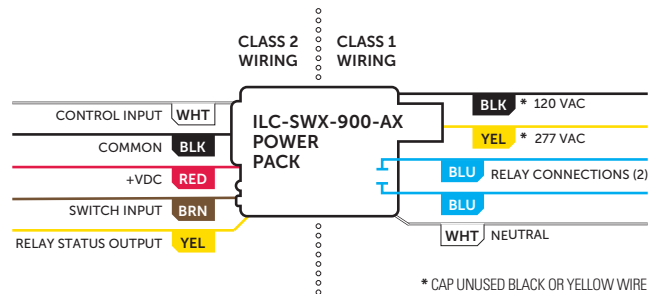 CLASS 2 WIRING
CLASS 1 WIRING
ILC-SWX-900-AX
POWER
PACK
CONTROL INPUT WHT
COMMON BLK
+VDC RED
SWITCH INPUT BRN
RELAY STATUS OUTPUT YEL
BLK * 120 VAC
YEL * 277 VAC
BLU RELAY CONNECTIONS (2)
BLU
WHT NEUTRAL
* CAP UNUSED BLACK OR YELLOW WIRE